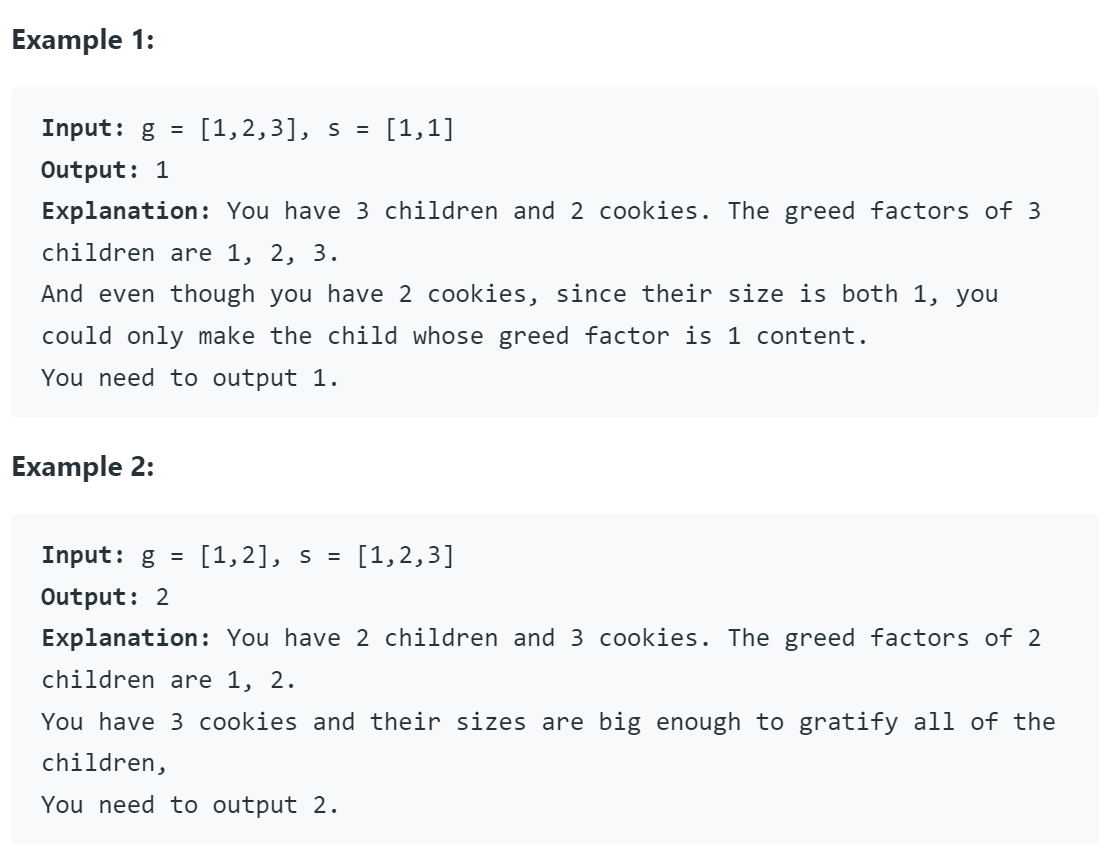 Example 1:
Input: g = [1,2,3], s = [1,1]
Output: 1
Explanation: You have 3 children and 2 cookies. The greed factors of 3
children are 1, 2, 3.
And even though you have 2 cookies, since their size is both 1, you
could only make the child whose greed factor is 1 content.
You need to output 1.
Example 2:
Input: g = [1,2], s = [1,2,3]
Output: 2
Explanation: You have 2 children and 3 cookies. The greed factors of 2
children are 1, 2.
You have 3 cookies and their sizes are big enough to gratify all of the
children,
You need to output 2.